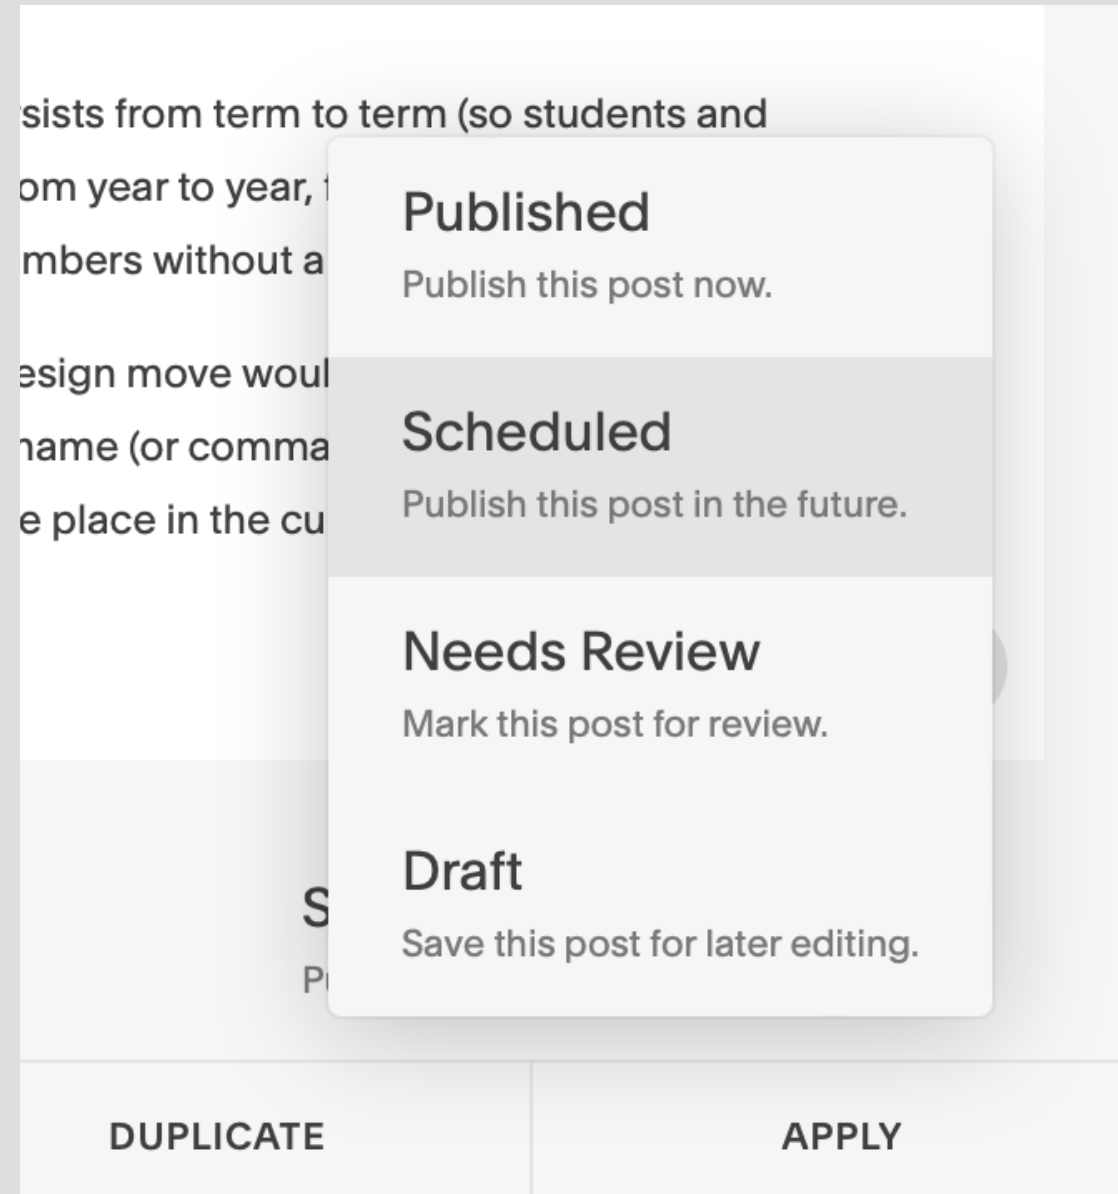 sists from term to term (so students and
om year to year,
mbers without a
Published
Publish this post now.
esign move woul
name (or comma
e place in the cu
Scheduled
Publish this post in the future.
Needs Review
Mark this post for review.
Draft
Save this post for later editing.
S
P
DUPLICATE
APPLY